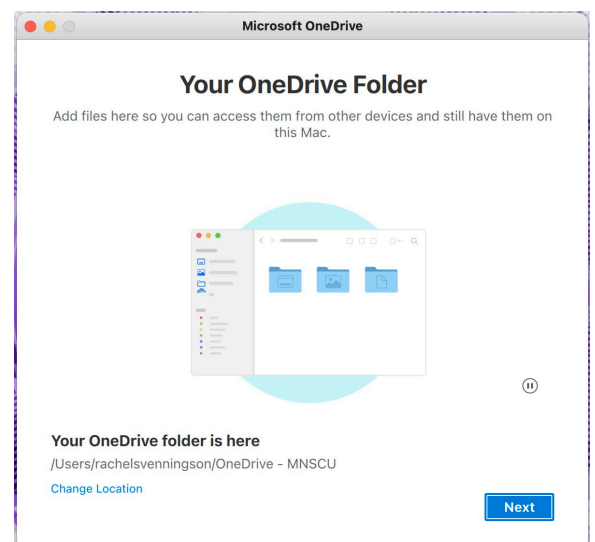 Microsoft OneDrive
Your OneDrive Folder
Add files here so you can access them from other devices and still have them on
this Mac.
Your OneDrive folder is here
/Users/rachelsvenningson/OneDrive – MNSCU
Change Location
Next